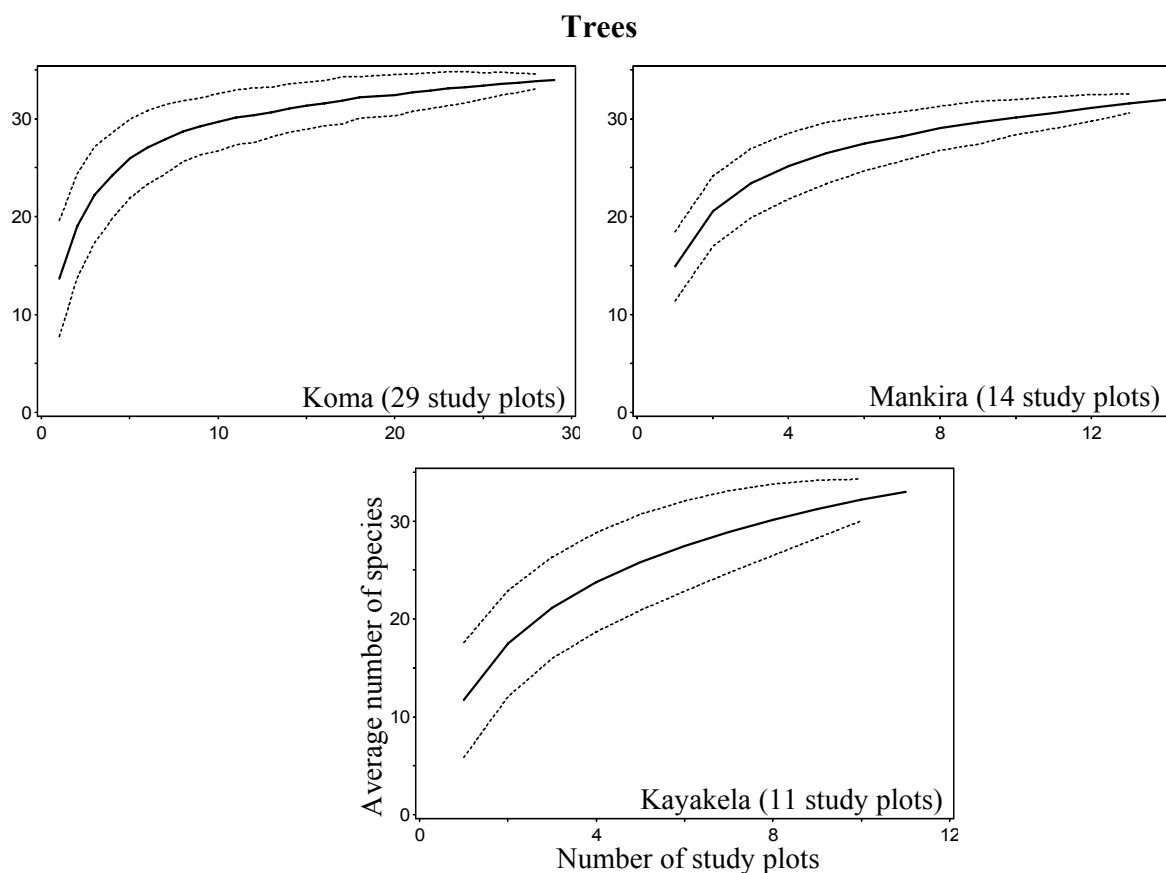 Trees
30
20
10
0
Koma (29 study plots)
0 10 20 30
30
20
10
0
Mankira (14 study plots)
0 4 8 12
Average number of species
30
20
10
0
Kayakela (11 study plots)
0 4 8 12
Number of study plots